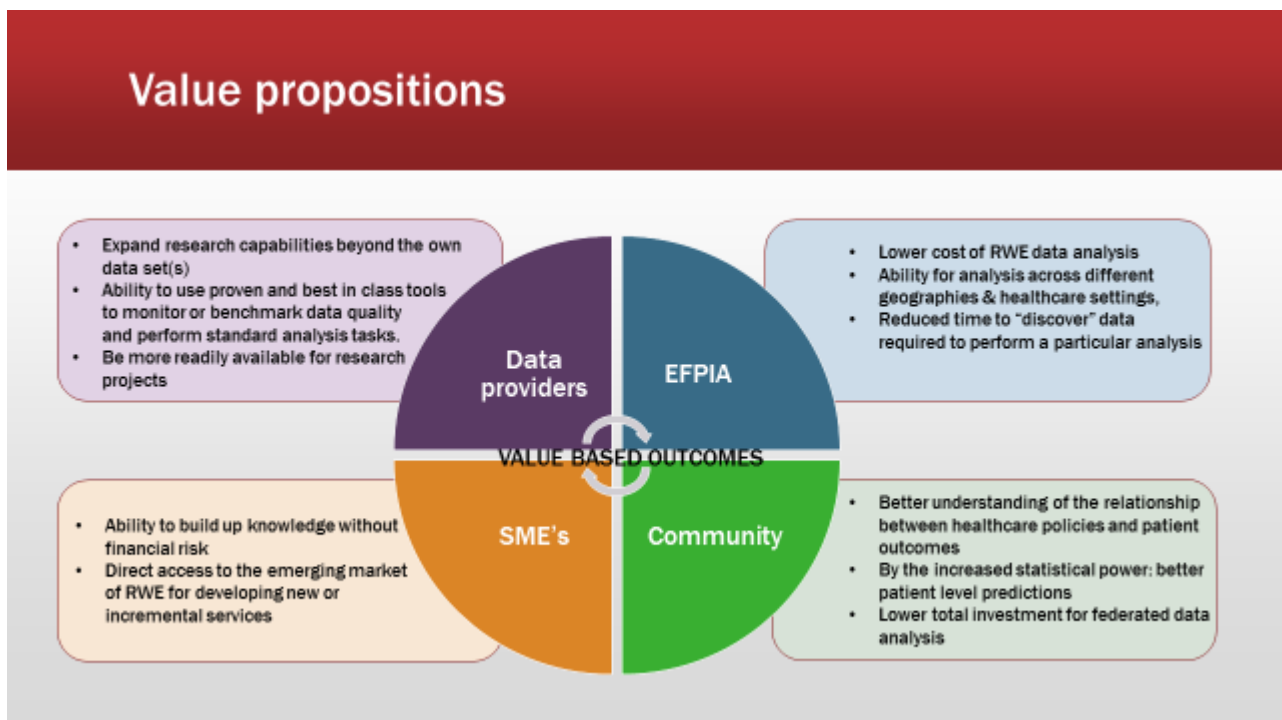 Value propositions
• Expand research capabilities beyond the own
data set(s)
• Ability to use proven and best in class tools
to monitor or benchmark data quality
and perform standard analysis tasks.
• Be more readily available for research
projects
• Lower cost of RWE data analysis
• Ability for analysis across different
geographies & healthcare settings,
• Reduced time to “discover” data
required to perform a particular analysis
Data
providers
EFPIA
VALUE BASED OUTCOMES
SME's
Community
• Ability to build up knowledge without
financial risk
• Direct access to the emerging market
of RWE for developing new or
incremental services
• Better understanding of the relationship
between healthcare policies and patient
outcomes
• By the increased statistical power: better
patient level predictions
• Lower total investment for federated data
analysis